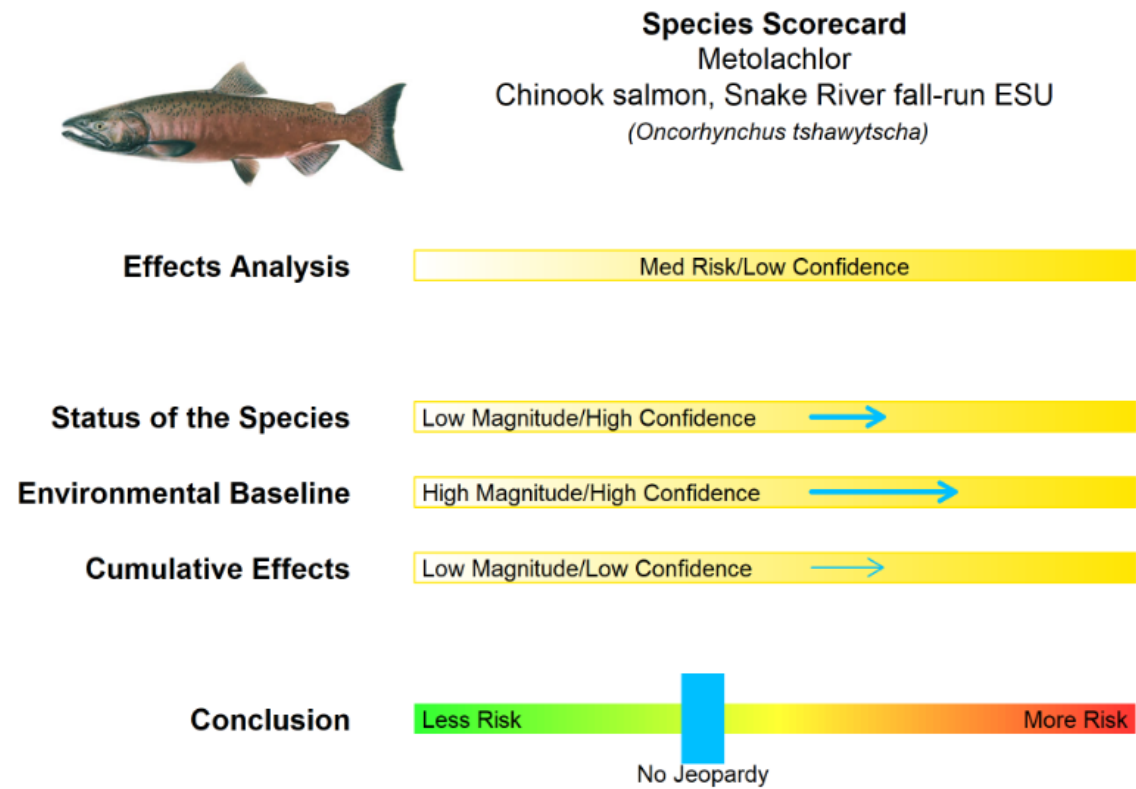 Species Scorecard
Metolachlor
Chinook salmon, Snake River fall-run ESU
(Oncorhynchus tshawytscha)
Effects Analysis
Med Risk/Low Confidence
Status of the Species
Low Magnitude/High Confidence
Environmental Baseline
High Magnitude/High Confidence
Cumulative Effects
Low Magnitude/Low Confidence
Conclusion
Less Risk
More Risk
No Jeopardy